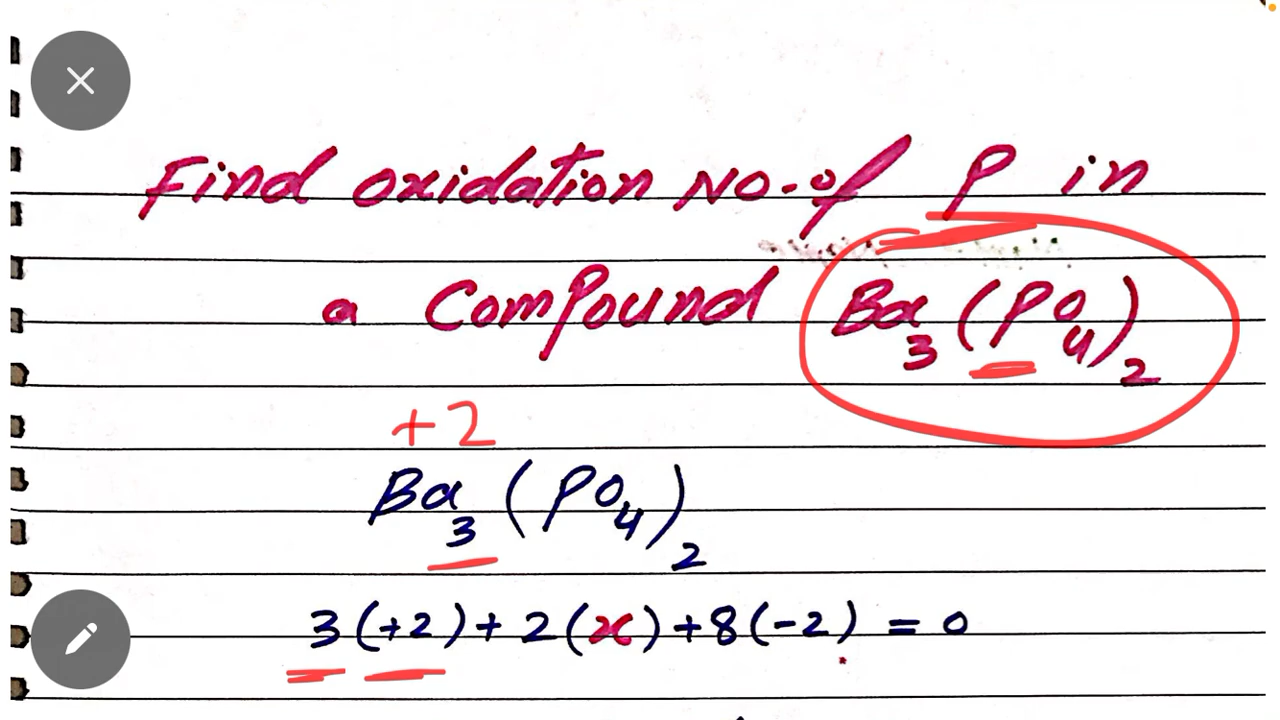 Find oxidation NO. of P in
a Compound Ba₃(PO₄)₂
+2
Ba₃(PO₄)₂
3(+2)+2(x)+8(-2) = 0